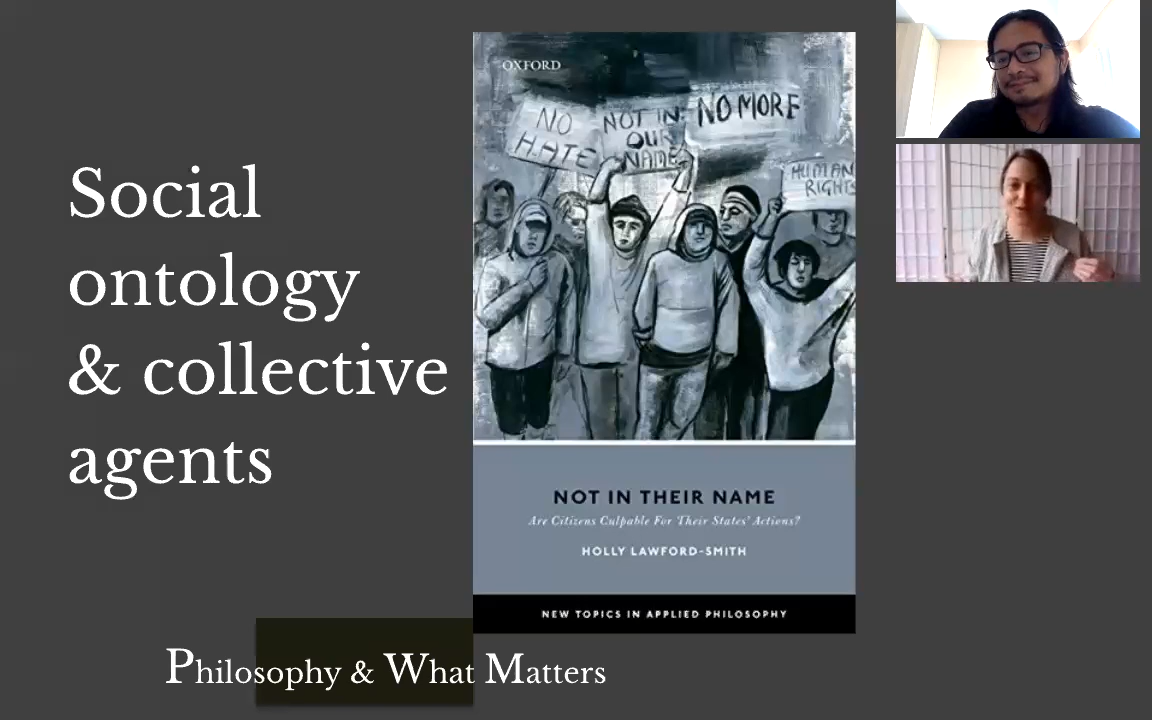 Social
ontology
& collective
agents
OXFORD
NO
HATE
NOT IN
OUR
NAME
NO MORE
HUMAN
RIGHTS
NOT IN THEIR NAME
Are Citizens Culpable For Their States' Actions?
HOLLY LAWFORD-SMITH
NEW TOPICS IN APPLIED PHILOSOPHY
Philosophy & What Matters